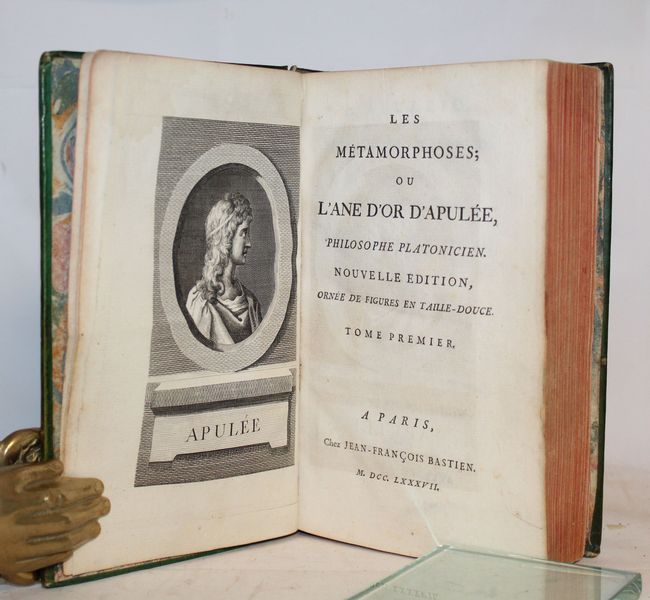 APULÉE
LES
MÉTAMORPHOSES;
OU
L'ANE D'OR D'APULÉE,
PHILOSOPHE PLATONICIEN.
NOUVELLE EDITION,
ORNÉE DE FIGURES EN TAILLE-DOUCE.
TOME PREMIER.
A PARIS,
Chez JEAN-FRANÇOIS BASTIEN.
M. DCC. LXXXVII.